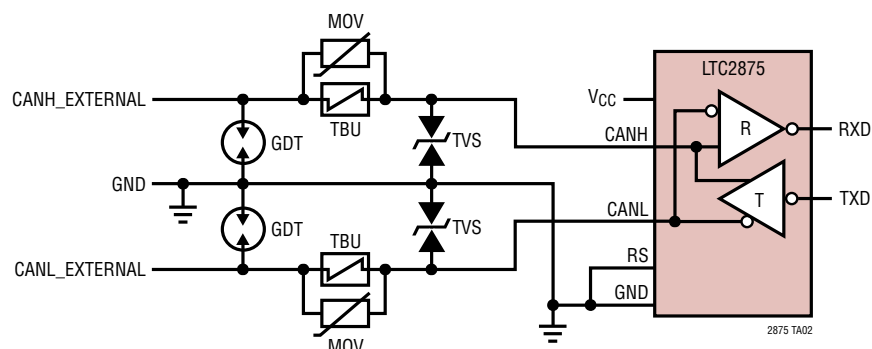 MOV
LTC2875
CANH_EXTERNAL
VCC
TBU
R
RXD
GDT
TVS
CANH
GND
T
TXD
CANL
GDT
TVS
TBU
RS
CANL_EXTERNAL
GND
MOV
2875 TA02